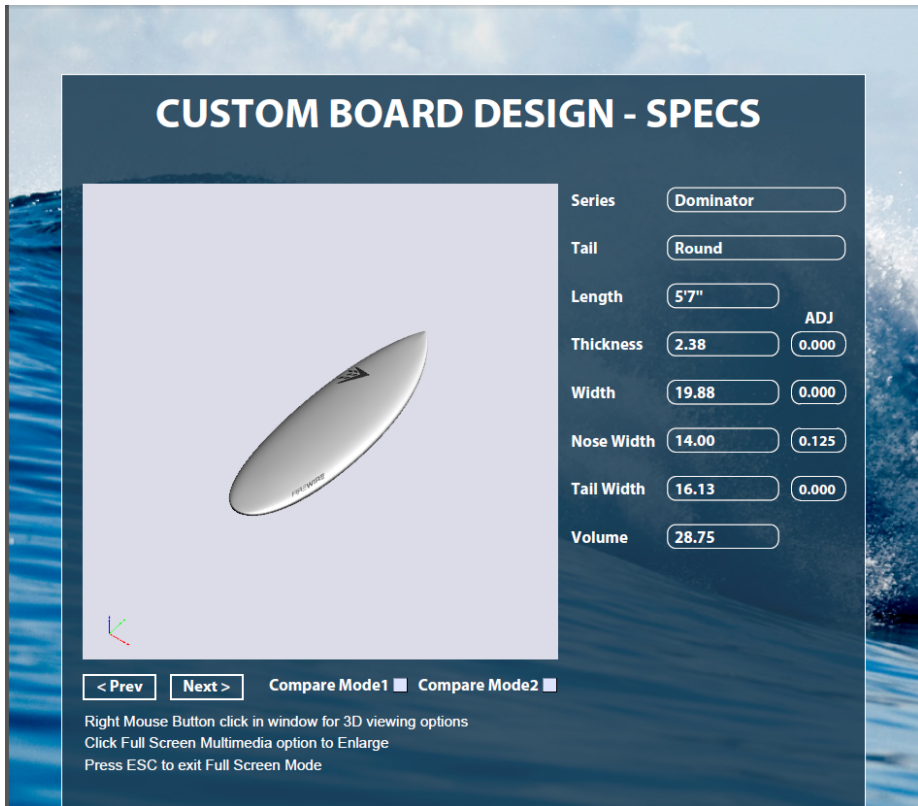 CUSTOM BOARD DESIGN - SPECS
Series Dominator
Tail Round
Length 5'7"
ADJ
Thickness 2.38 0.000
Width 19.88 0.000
Nose Width 14.00 0.125
Tail Width 16.13 0.000
Volume 28.75
FIREWIRE
< Prev Next > Compare Mode1 Compare Mode2
Right Mouse Button click in window for 3D viewing options
Click Full Screen Multimedia option to Enlarge
Press ESC to exit Full Screen Mode